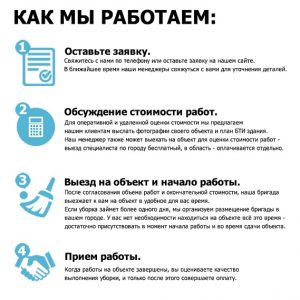 КАК МЫ РАБОТАЕМ:
1
Оставьте заявку.
Свяжитесь с нами по телефону или оставьте заявку на нашем сайте.
В ближейшее время наши менеджеры свяжуться с вами для уточнения деталей.
2
Обсуждение стоимости работ.
Для оперативной и удаленной оценки стоимости мы предлагаем
нашим клиентам выслать фотографии своего объекта и план БТИ здания.
Наш менеджер также может выехать на объект для оценки стоимости работ -
выезд специалиста по городу бесплатный, в область - оплачивается отдельно.
3
Выезд на объект и начало работы.
После согласования объема работ и окончательной стоимости, наша бригада
выезжает к вам на объект в удобное для вас время.
Если уборка займет более одного дня, мы организуем размещение бригады в
вашем городе. У вас нет необходимости находиться на объекте всё это время -
достаточно присутствовать в момент начала работы и во время сдачи объекта.
4
Прием работы.
Когда работы на объекте завершены, вы оцениваете качество
выполнения уборки, и только после этого совершаете оплату.